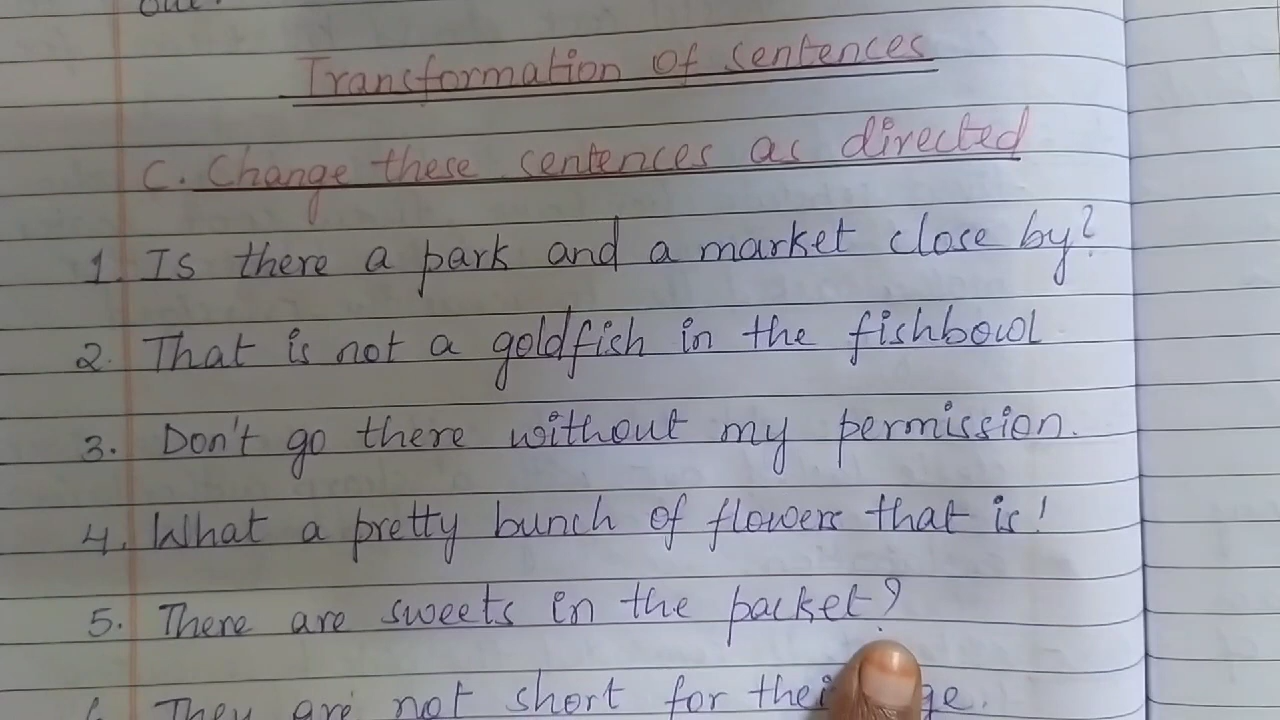 Transformation of sentences
C. Change these sentences as directed
1. Is there a park and a market close by?
2. That is not a goldfish in the fishbowl
3. Don't go there without my permission.
4. What a pretty bunch of flowers that is!
5. There are sweets in the packet?
6. They are not short for their